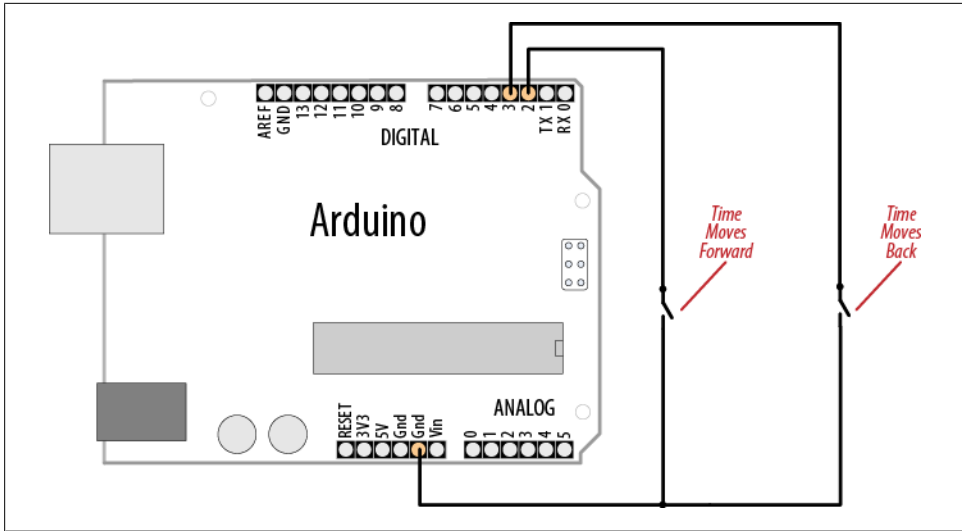 AREF
GND
13
12
11
10
9
8
7
6
5
4
3
2
TX 1
RX 0
DIGITAL
Arduino
Time
Moves
Forward
Time
Moves
Back
RESET
3V3
5V
Gnd
Gnd
Vin
ANALOG
0
1
2
3
4
5